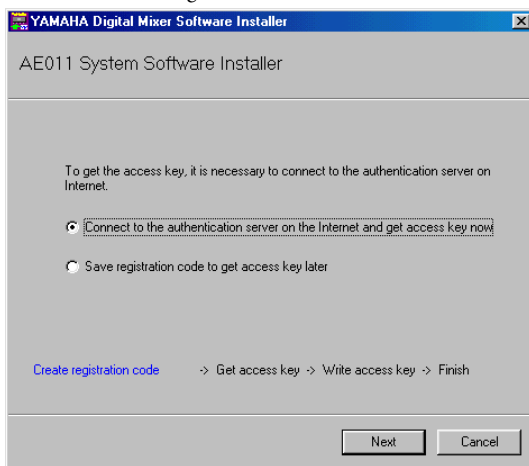 YAMAHA Digital Mixer Software Installer
AE011 System Software Installer
To get the access key, it is necessary to connect to the authentication server on
Internet.
Connect to the authentication server on the Internet and get access key now
Save registration code to get access key later
Create registration code -> Get access key -> Write access key -> Finish
Next Cancel